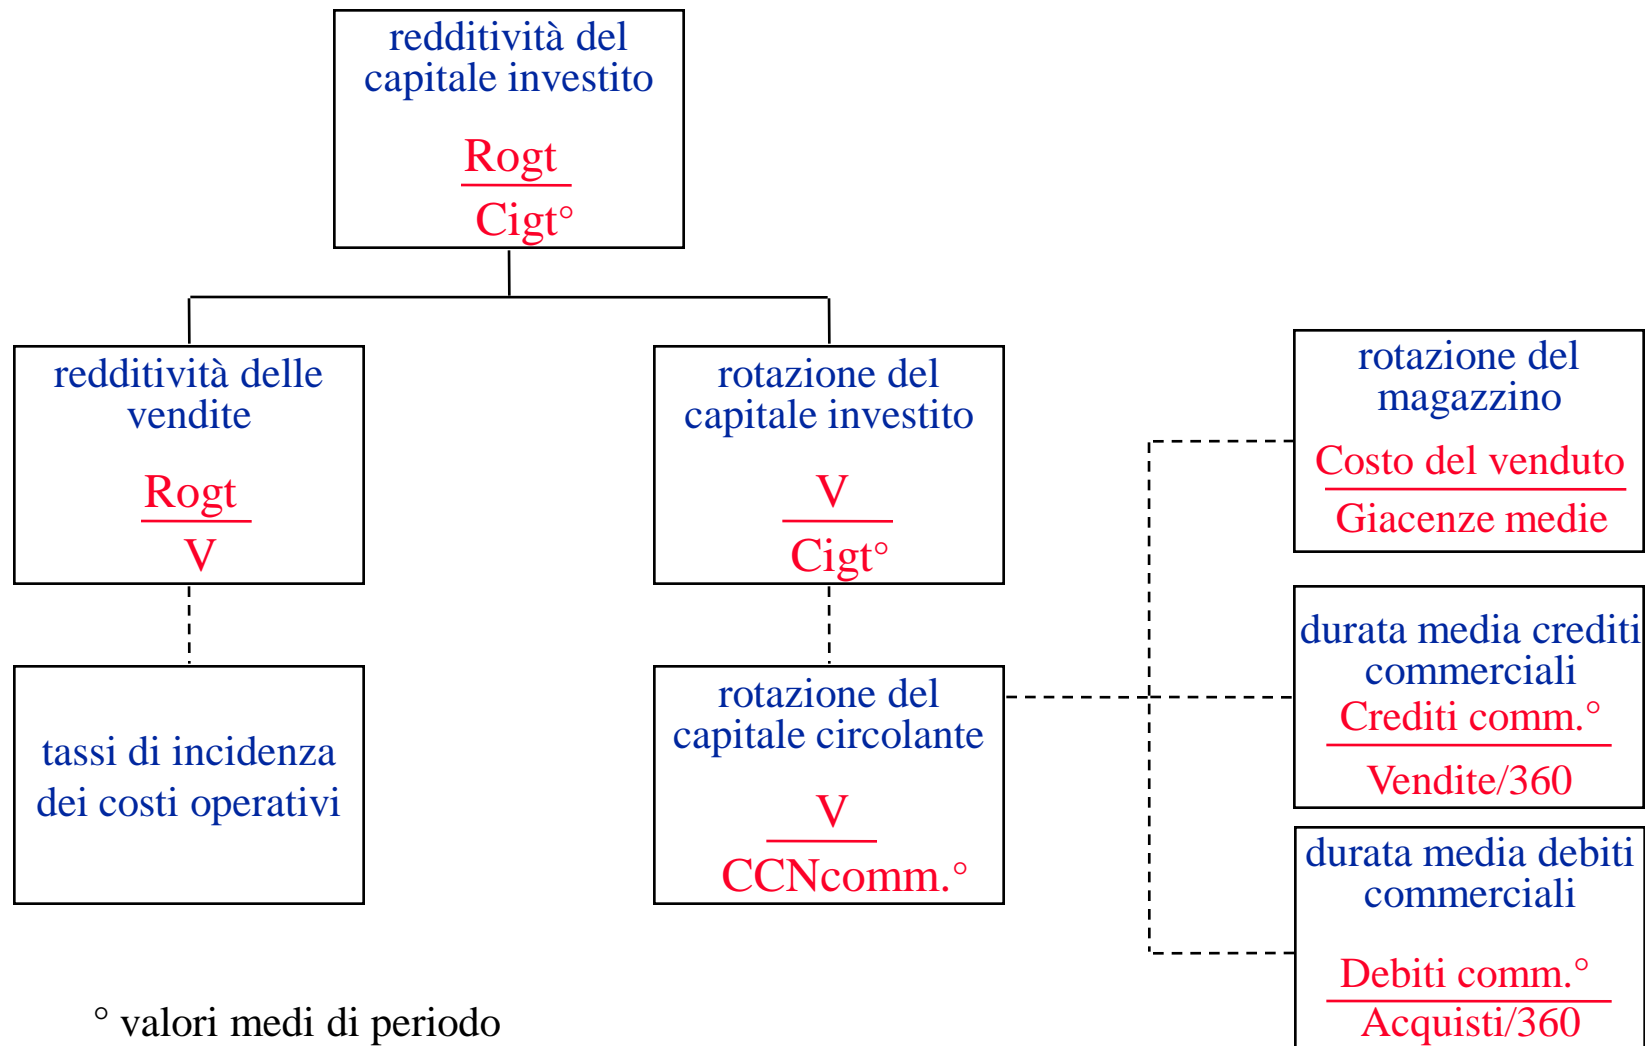 redditività del
capitale investito
Rogt
Cigt°
redditività delle
vendite
Rogt
V
rotazione del
capitale investito
V
Cigt°
rotazione del
magazzino
Costo del venduto
Giacenze medie
tassi di incidenza
dei costi operativi
rotazione del
capitale circolante
V
CCNcomm.°
durata media crediti
commerciali
Crediti comm.°
Vendite/360
durata media debiti
commerciali
Debiti comm.°
Acquisti/360
° valori medi di periodo